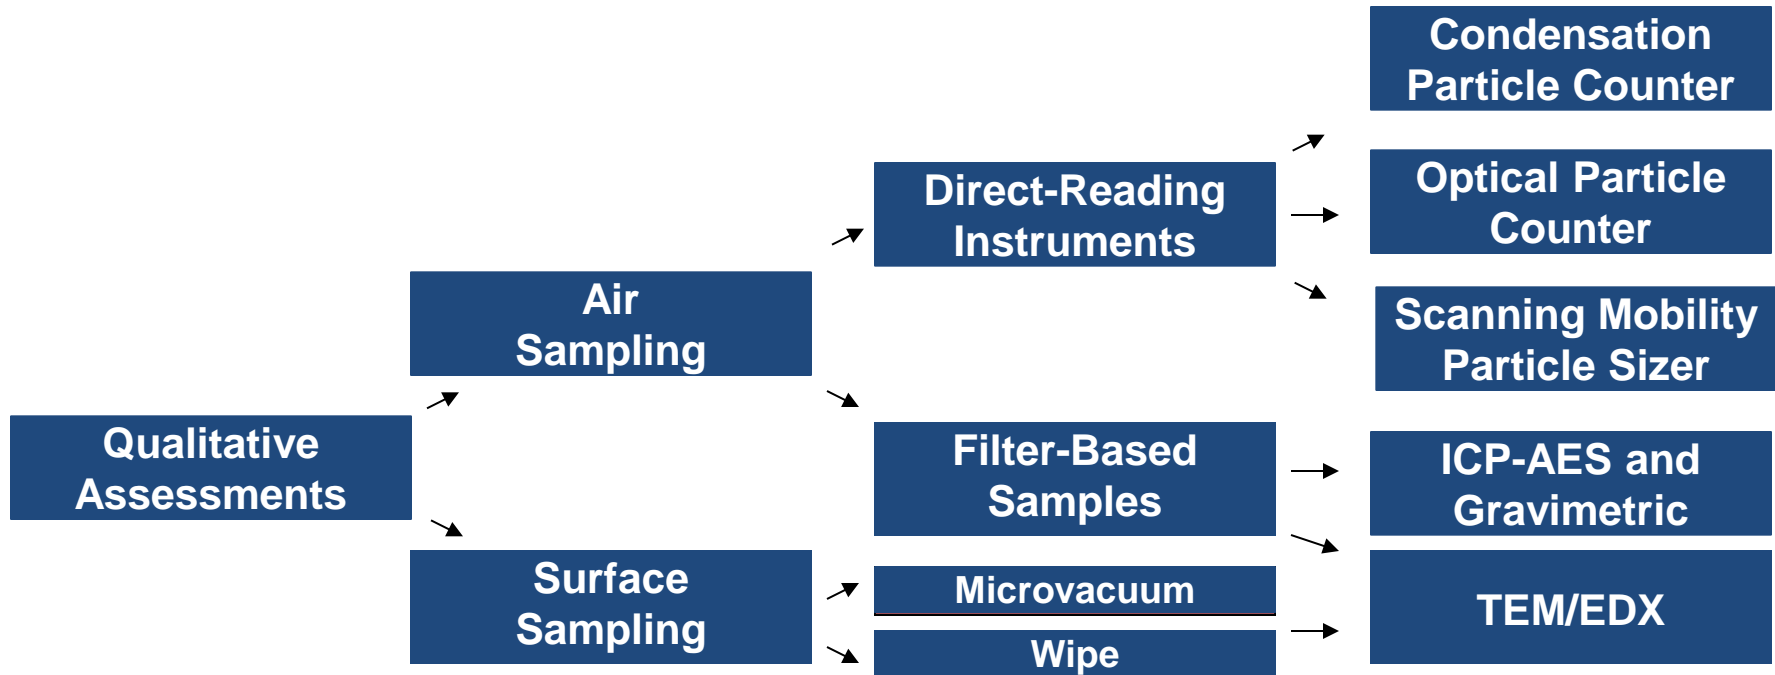 Qualitative
Assessments
Air
Sampling
Surface
Sampling
Direct-Reading
Instruments
Filter-Based
Samples
Microvacuum
Wipe
Condensation
Particle Counter
Optical Particle
Counter
Scanning Mobility
Particle Sizer
ICP-AES and
Gravimetric
TEM/EDX